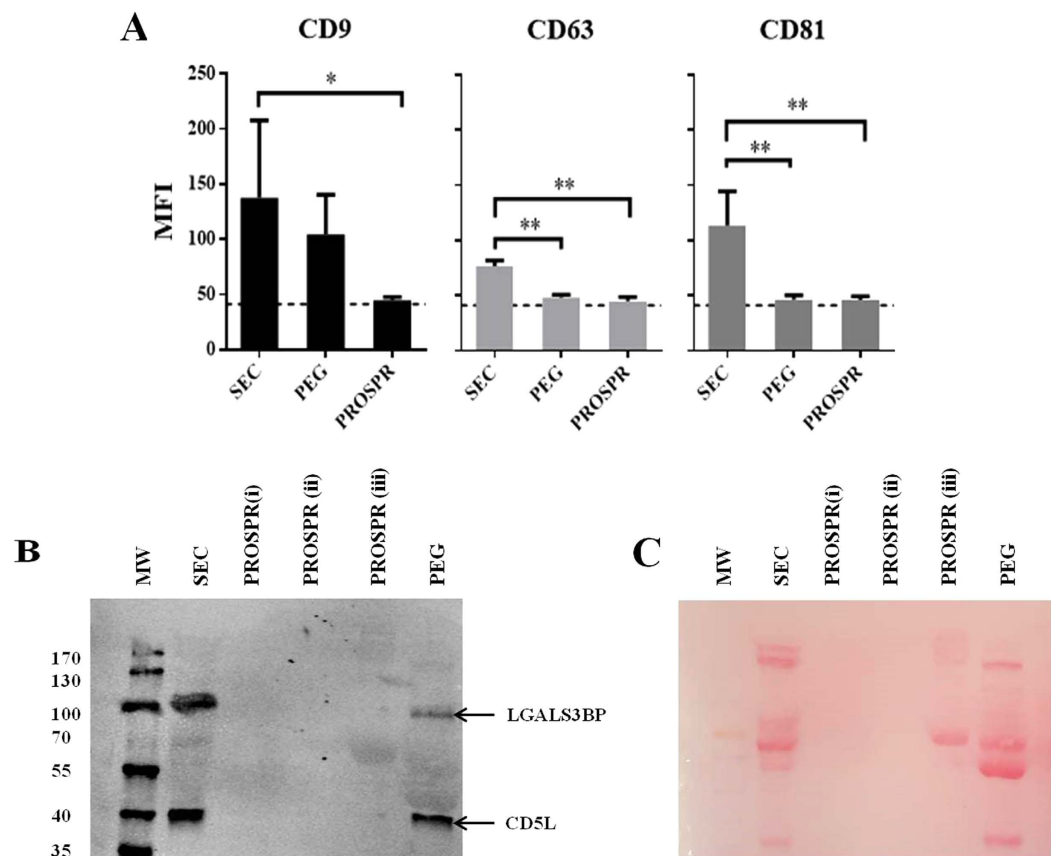 A
CD9
CD63
CD81
MFI
250
200
150
100
50
0
*
**
**
**
**
SEC
PEG
PROSPR
SEC
PEG
PROSPR
SEC
PEG
PROSPR
B
MW
SEC
PROSPR(i)
PROSPR (ii)
PROSPR (iii)
PEG
170
130
100
70
55
40
35
LGALS3BP
CD5L
C
MW
SEC
PROSPR(i)
PROSPR (ii)
PROSPR (iii)
PEG